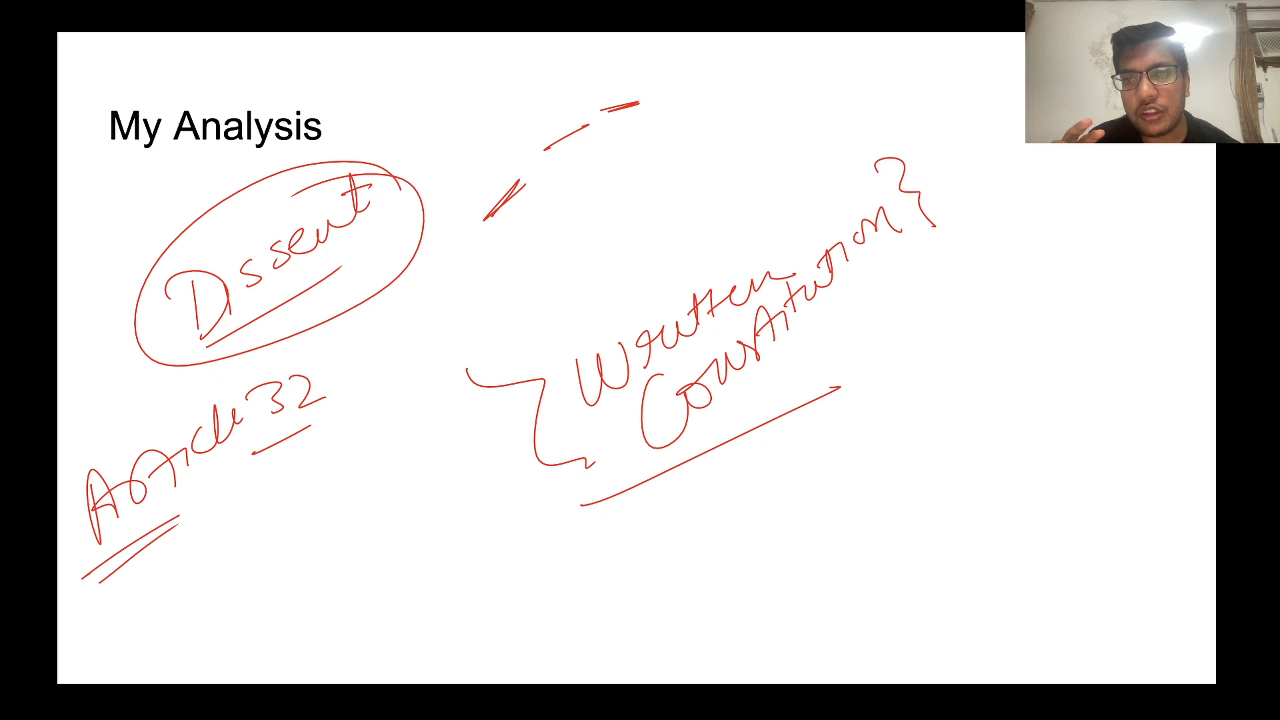 My Analysis
Dissent
Article 32
Written
Constitution